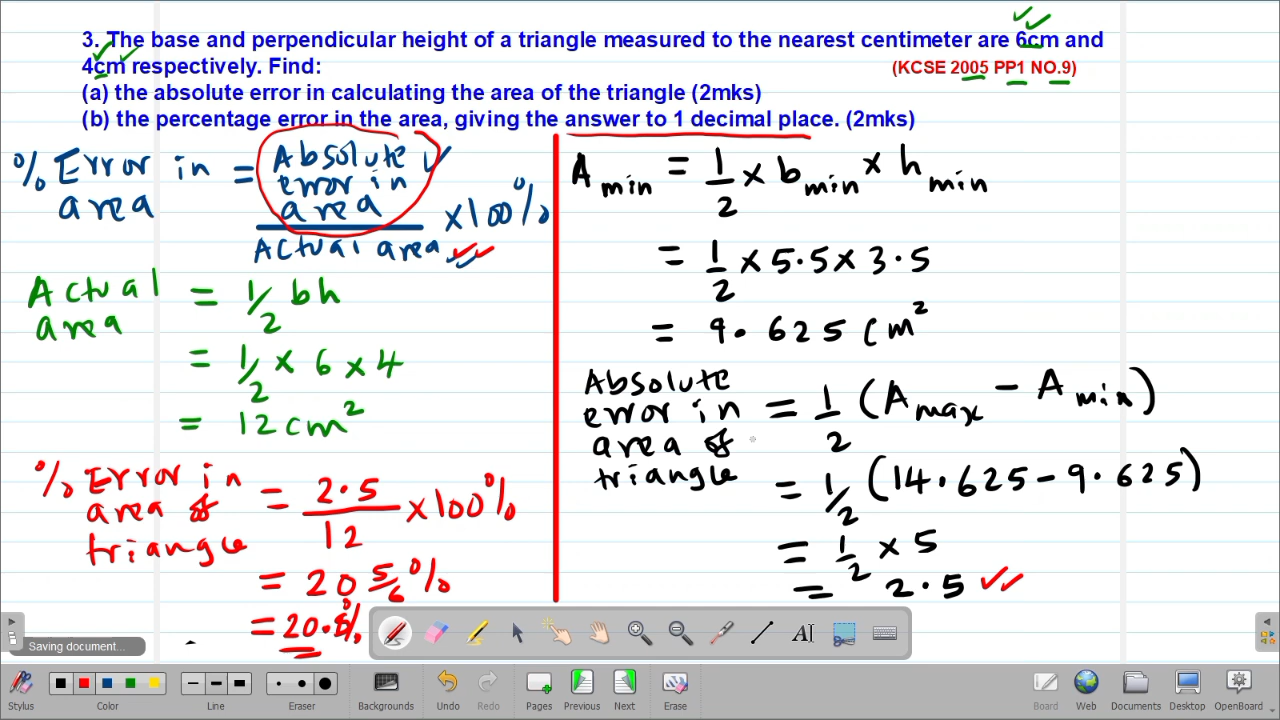 3. The base and perpendicular height of a triangle measured to the nearest centimeter are 6cm and
4cm respectively. Find:
(KCSE 2005 PP1 NO.9)
(a) the absolute error in calculating the area of the triangle (2mks)
(b) the percentage error in the area, giving the answer to 1 decimal place. (2mks)
% Error in area = Absolute error in area / Actual area × 100%
Actual area = 1/2 bh
= 1/2 × 6 × 4
= 12 cm²
% Error in area of triangle = 2.5/12 × 100%
= 20 5/6 %
= 20.8%
A min = 1/2 × b min × h min
= 1/2 × 5.5 × 3.5
= 9.625 cm²
Absolute error in area of triangle = 1/2 (A max - A min)
= 1/2 (14.625 - 9.625)
= 1/2 × 5
= 2.5
Saving document...
Stylus
Color
Line
Eraser
Backgrounds
Undo
Redo
Pages
Previous
Next
Erase
Board
Web
Documents
Desktop
OpenBoard